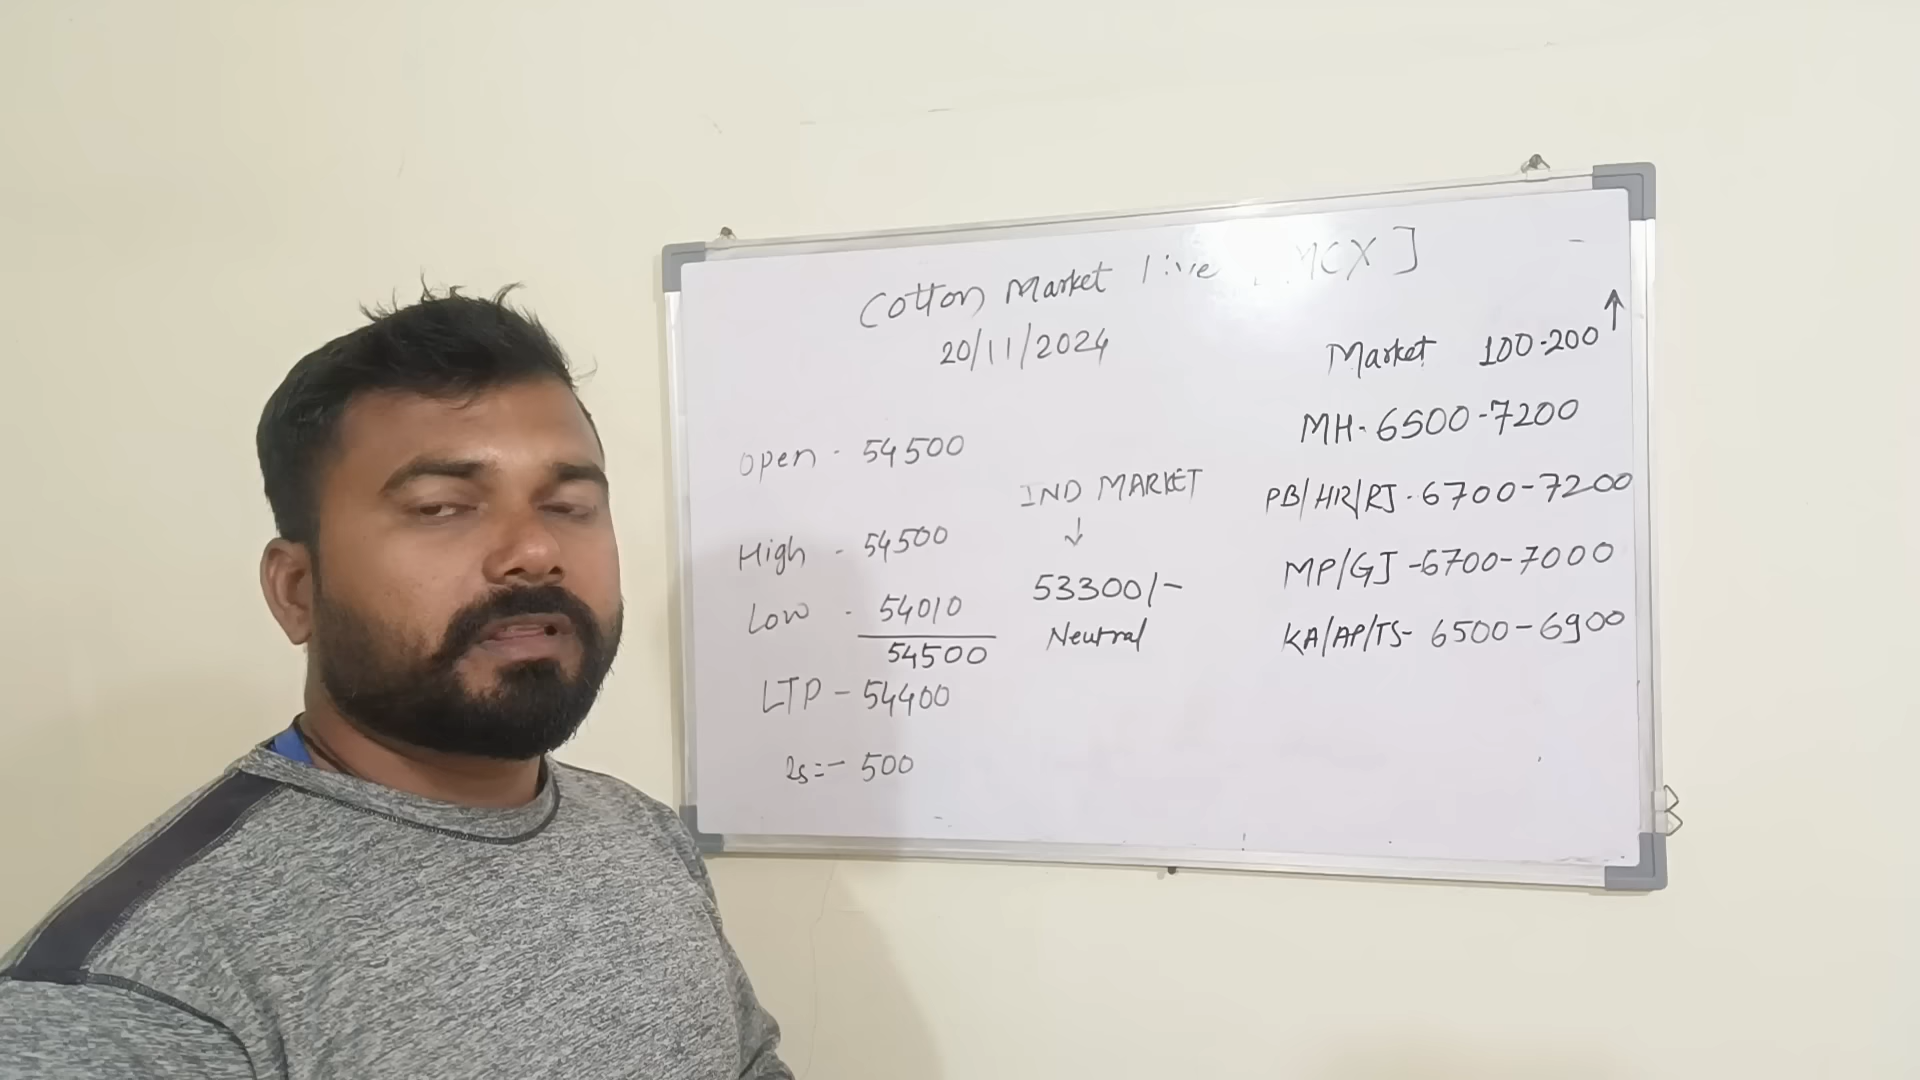 Cotton Market live MCX ]
20/11/2024
open - 54500
High - 54500
Low - 54010
54500
LTP - 54400
500
IND MARKET
↓
53300/-
Neutral
Market 100-200 ↑
MH- 6500-7200
PB/HR/RJ - 6700-7200
MP/GJ -6700-7000
KA/AP/TS- 6500-6900